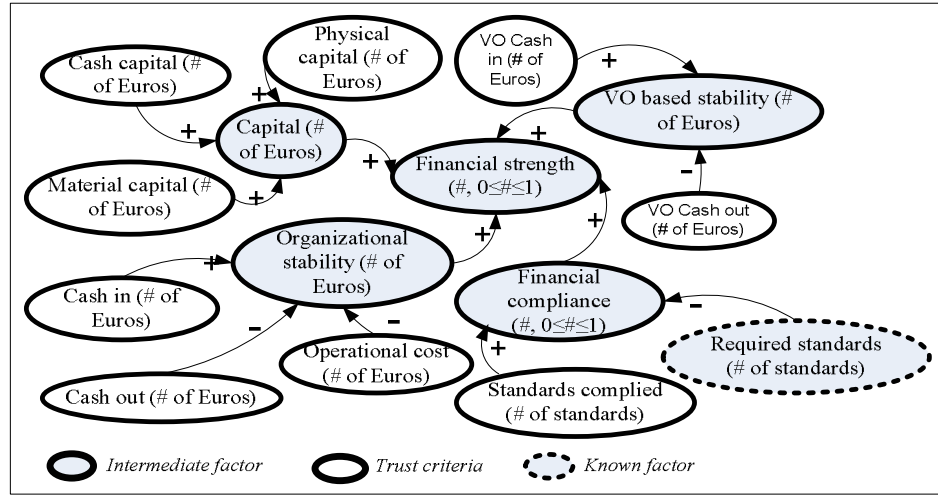 Cash capital (#
of Euros)
Physical
capital (# of
Euros)
VO Cash
in (# of
Euros)
+
VO based stability (#
of Euros)
+
+
Capital (#
of Euros)
+
+
Financial strength
(#, 0≤#≤1)
Material capital (#
of Euros)
+
-
VO Cash out
(# of Euros)
+
+
Organizational
stability (# of
Euros)
+
Financial
compliance
(#, 0≤#≤1)
Cash in (# of
Euros)
-
-
-
Operational cost
(# of Euros)
+
Required standards
(# of standards)
Cash out (# of Euros)
Standards complied
(# of standards)
Intermediate factor
Trust criteria
Known factor